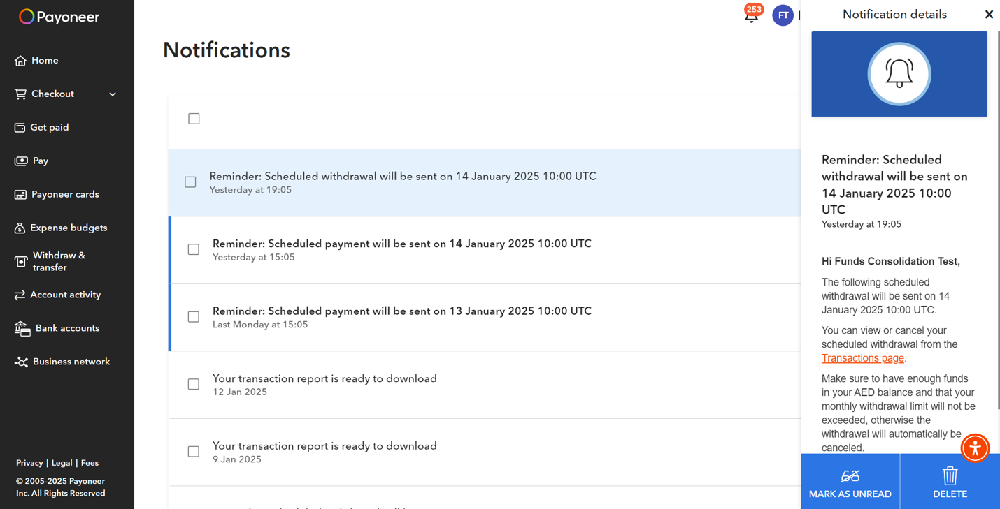 Payoneer
Home
Checkout
Get paid
Pay
Payoneer cards
Expense budgets
Withdraw &
transfer
Account activity
Bank accounts
Business network
Privacy | Legal | Fees
© 2005-2025 Payoneer
Inc. All Rights Reserved
253
FT
Notifications
Reminder: Scheduled withdrawal will be sent on 14 January 2025 10:00 UTC
Yesterday at 19:05
Reminder: Scheduled payment will be sent on 14 January 2025 10:00 UTC
Yesterday at 15:05
Reminder: Scheduled payment will be sent on 13 January 2025 10:00 UTC
Last Monday at 15:05
Your transaction report is ready to download
12 Jan 2025
Your transaction report is ready to download
9 Jan 2025
Notification details
Reminder: Scheduled
withdrawal will be sent on
14 January 2025 10:00
UTC
Yesterday at 19:05
Hi Funds Consolidation Test,
The following scheduled
withdrawal will be sent on 14
January 2025 10:00 UTC.
You can view or cancel your
scheduled withdrawal from the
Transactions page.
Make sure to have enough funds
in your AED balance and that your
monthly withdrawal limit will not be
exceeded, otherwise the
withdrawal will automatically be
canceled.
MARK AS UNREAD
DELETE